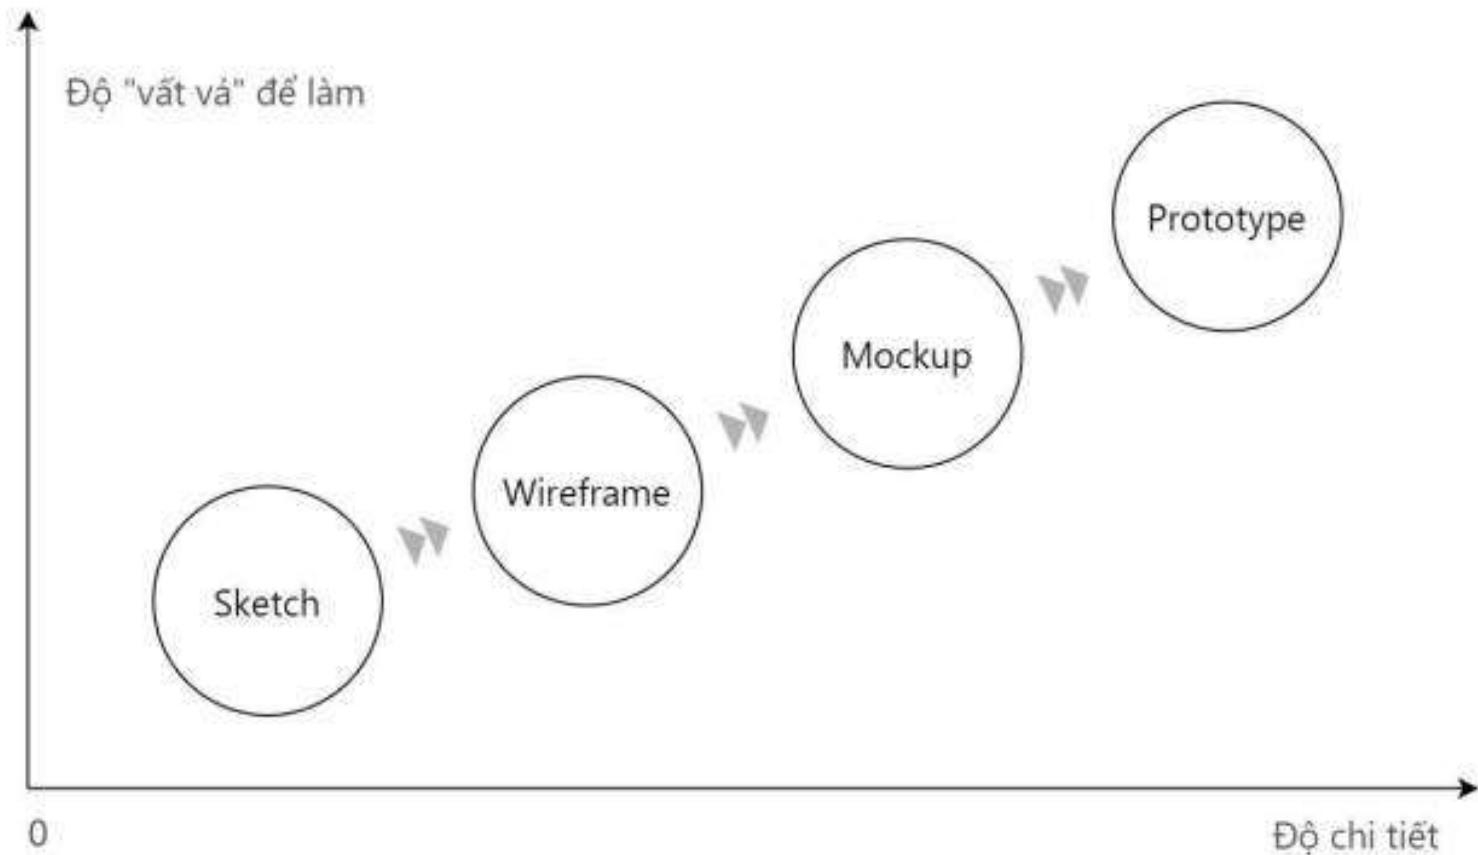 Độ "vất vả" để làm
Prototype
Mockup
Wireframe
Sketch
0
Độ chi tiết